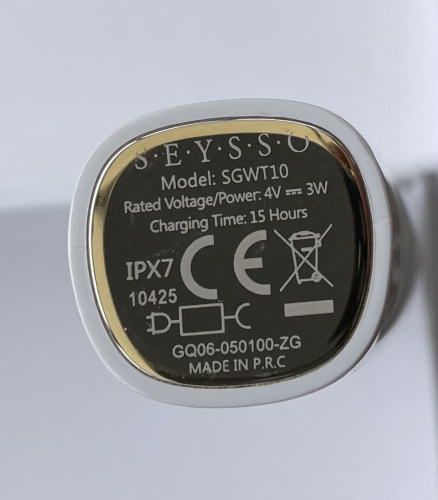 S·E·Y·S·S·O
Model: SGWT10
Rated Voltage/Power: 4V ⎓ 3W
Charging Time: 15 Hours
IPX7
10425
CE
GQ06-050100-ZG
MADE IN P.R.C